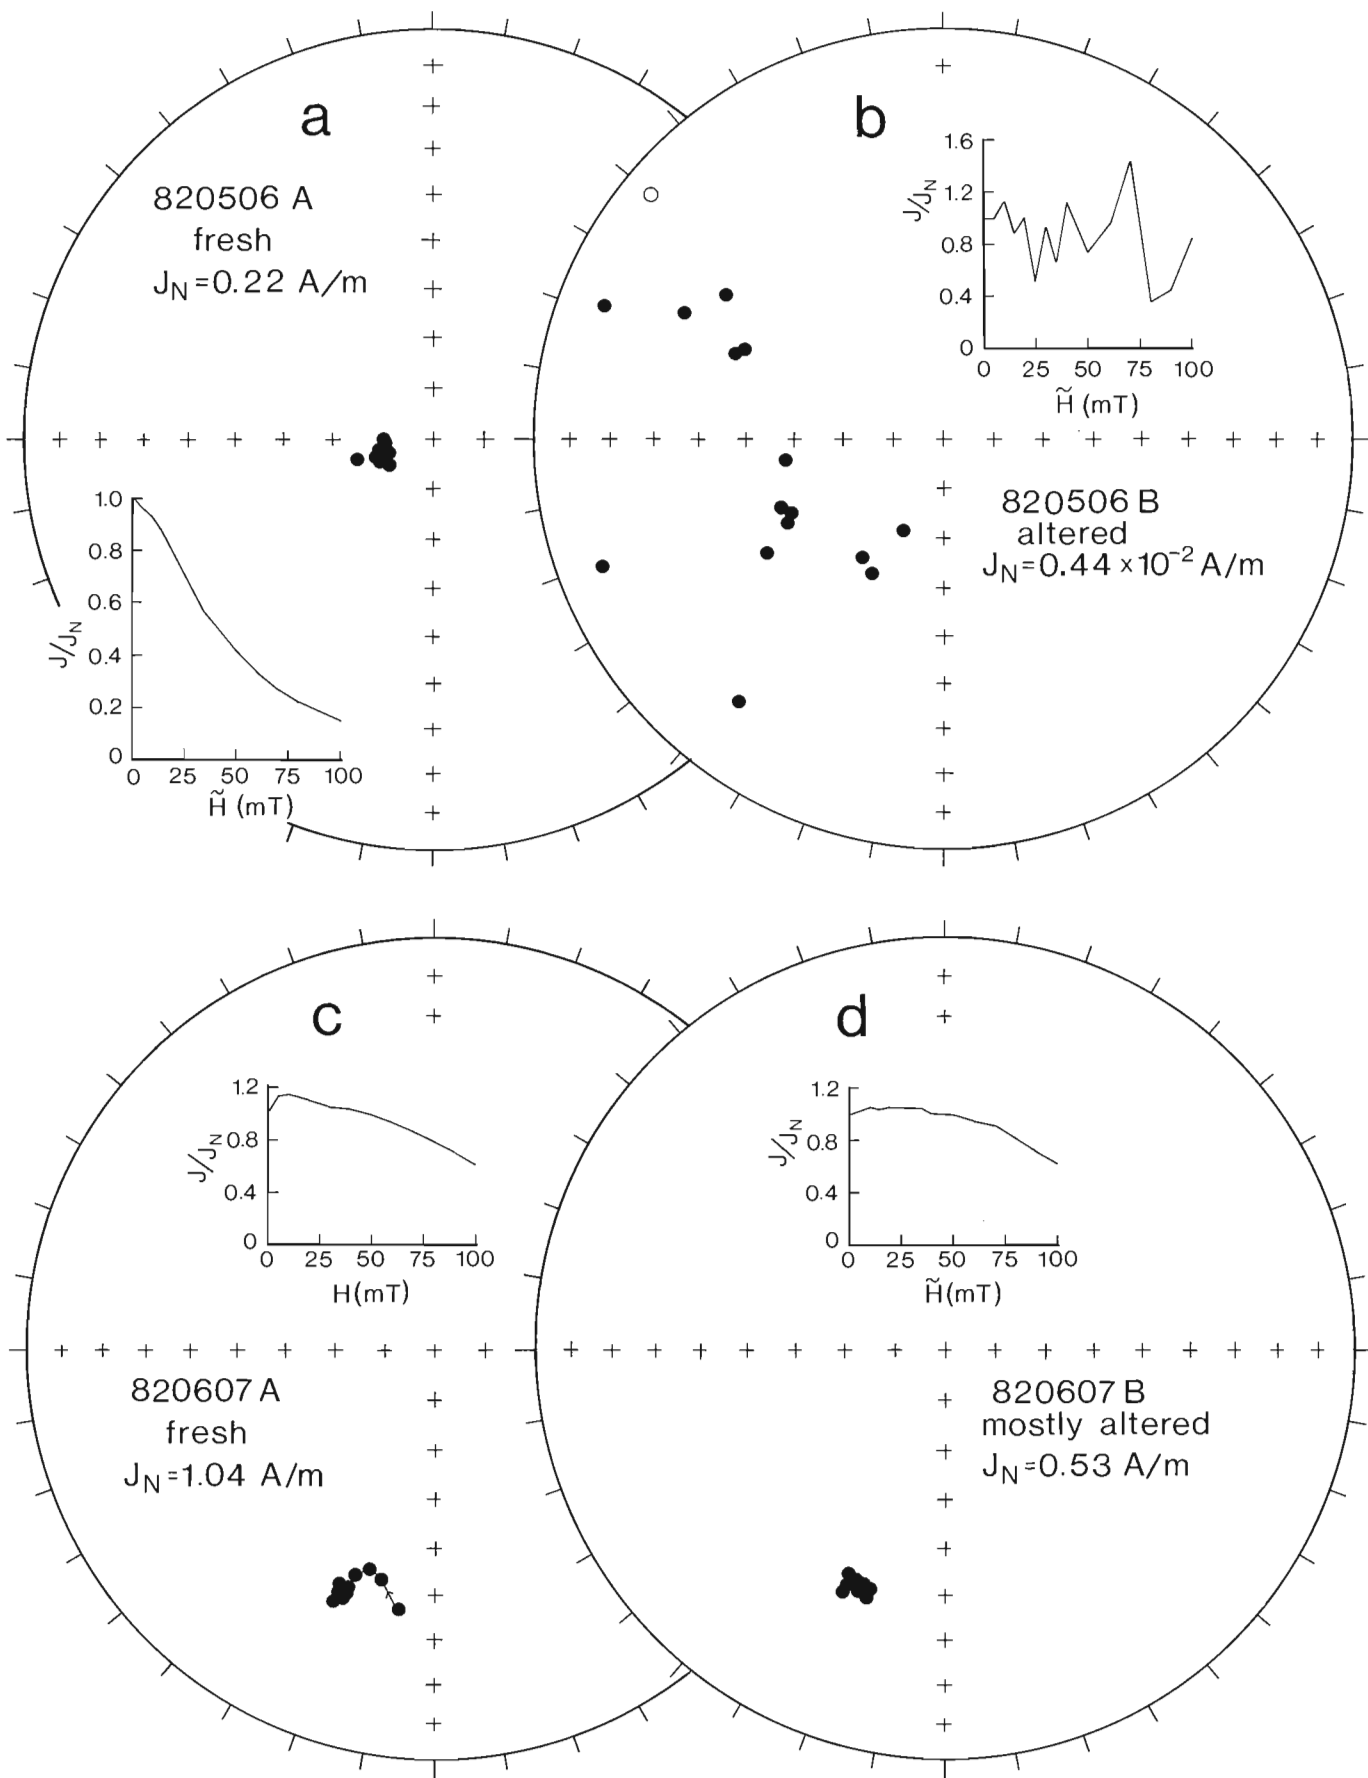 a
820506 A
fresh
J_N=0.22 A/m
1.0
0.8
0.6
0.4
0.2
0
J/J_N
0 25 50 75 100
H̃ (mT)
b
1.6
1.2
0.8
0.4
0
J/J_N
0 25 50 75 100
H̃ (mT)
820506 B
altered
J_N=0.44 ×10⁻² A/m
c
1.2
0.8
0.4
0
J/J_N
0 25 50 75 100
H(mT)
820607 A
fresh
J_N=1.04 A/m
d
1.2
0.8
0.4
0
J/J_N
0 25 50 75 100
H̃(mT)
820607 B
mostly altered
J_N=0.53 A/m